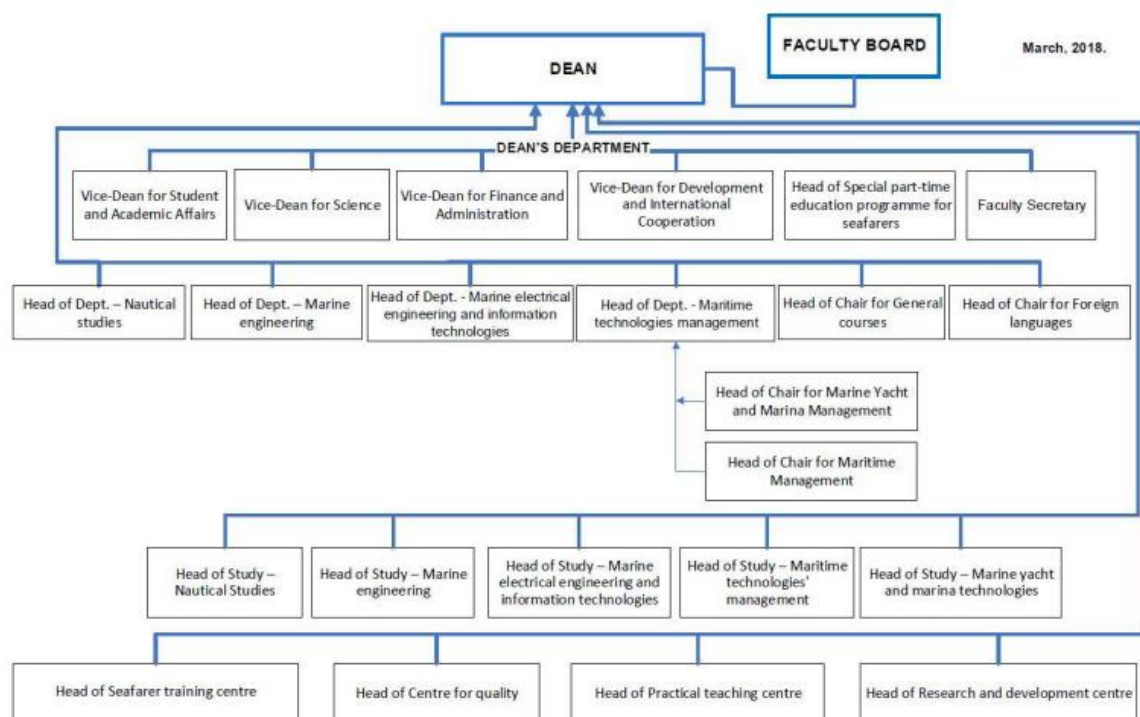 FACULTY BOARD
March, 2018.
DEAN
DEAN'S DEPARTMENT
Vice-Dean for Student
and Academic Affairs
Vice-Dean for Science
Vice-Dean for Finance and
Administration
Vice-Dean for Development
and International
Cooperation
Head of Special part-time
education programme for
seafarers
Faculty Secretary
Head of Dept. – Nautical
studies
Head of Dept. – Marine
engineering
Head of Dept. - Marine electrical
engineering and information
technologies
Head of Dept. - Maritime
technologies management
Head of Chair for General
courses
Head of Chair for Foreign
languages
Head of Chair for Marine Yacht
and Marina Management
Head of Chair for Maritime
Management
Head of Study –
Nautical Studies
Head of Study – Marine
engineering
Head of Study – Marine
electrical engineering and
information technologies
Head of Study – Maritime
technologies'
management
Head of Study – Marine yacht
and marina technologies
Head of Seafarer training centre
Head of Centre for quality
Head of Practical teaching centre
Head of Research and development centre